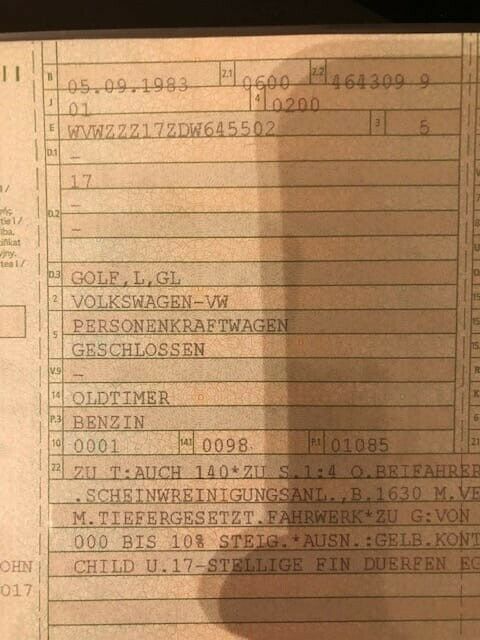 B 05.09.1983 2.1 0600 2.2 464309 9
J 01 4 0200
E WVWZZZ17ZDW645502 3 5
D.1 –
17
D.2 –
–
D.3 GOLF,L,GL
2 VOLKSWAGEN-VW
5 PERSONENKRAFTWAGEN
GESCHLOSSEN
V.9 –
14 OLDTIMER
P.3 BENZIN
10 0001 14.1 0098 P.1 01085
22 ZU T:AUCH 140*ZU S.1:4 O.BEIFAHRER
.SCHEINWREINIGUNGSANL.,B.1630 M.VE
M.TIEFERGESETZT.FAHRWERK*ZU G:VON
000 BIS 10% STEIG.*AUSN.:GELB.KONT
OHN CHILD U.17-STELLIGE FIN DUERFEN EG
017